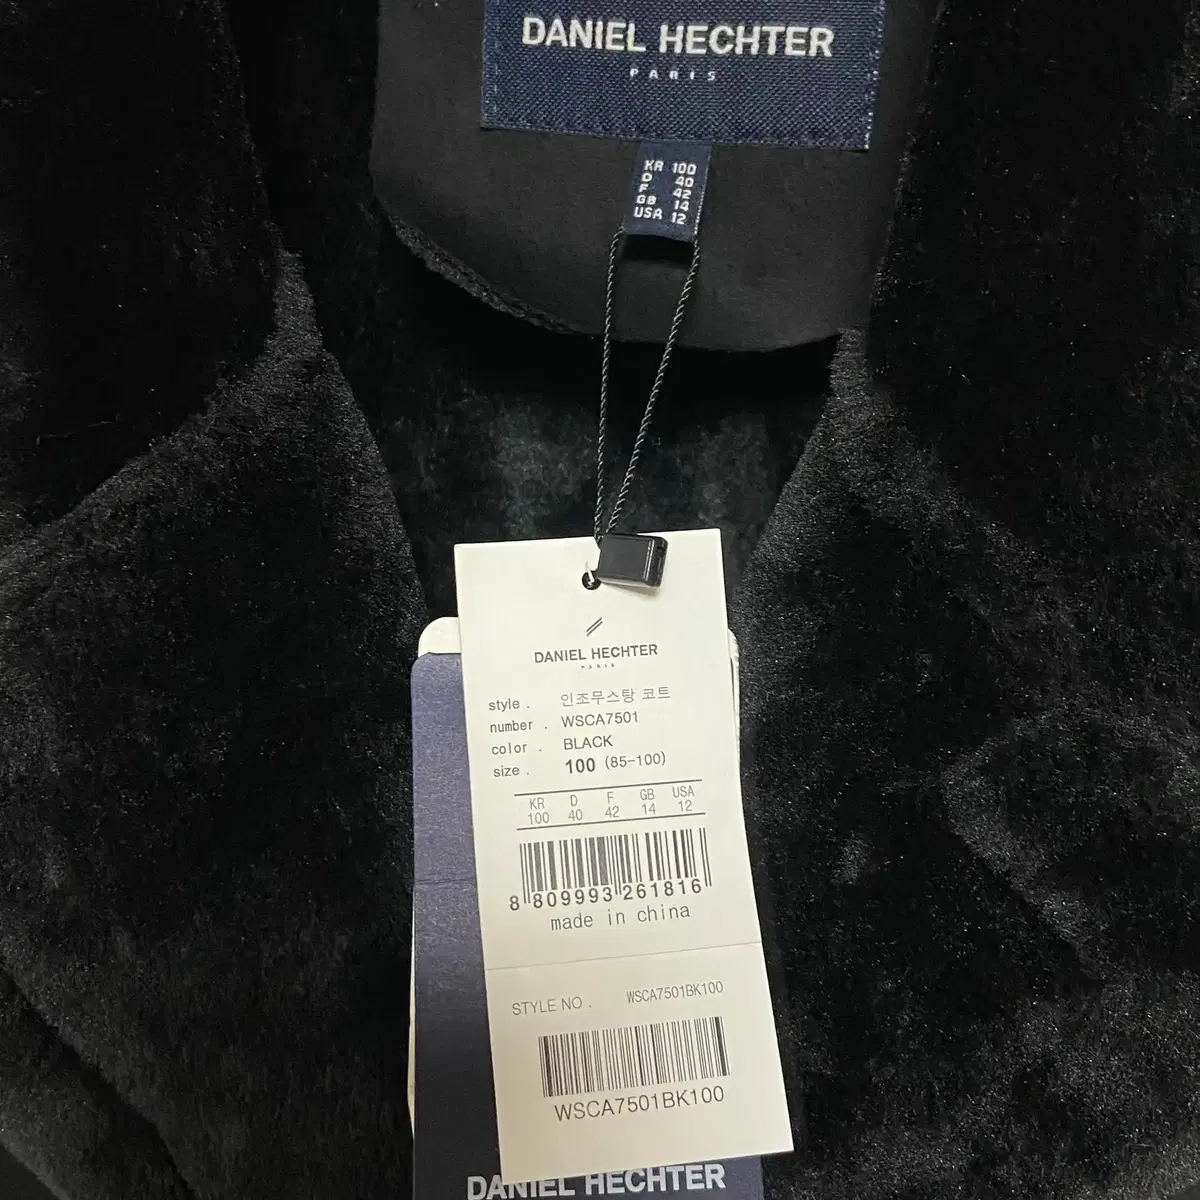 DANIEL HECHTER
PARIS
KR 100
D 40
F 42
GB 14
USA 12
DANIEL HECHTER
PARIS
style . 인조무스탕 코트
number . WSCA7501
color . BLACK
size . 100 (85-100)
KR D F GB USA
100 40 42 14 12
8 809993 261816
made in china
STYLE NO . WSCA7501BK100
WSCA7501BK100
DANIEL HECHTER